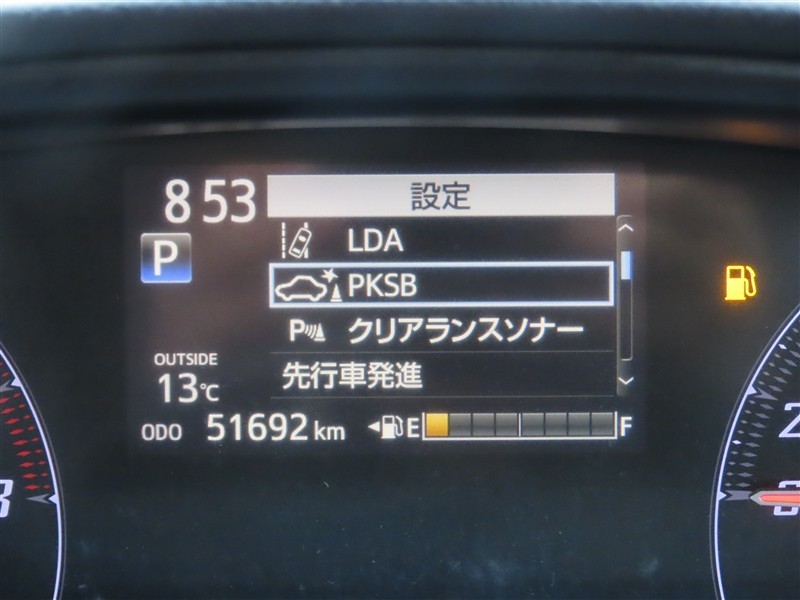 8 53
設定
LDA
P
PKSB
P クリアランスソナー
OUTSIDE
13℃
先行車発進
ODO 51692 km
E F